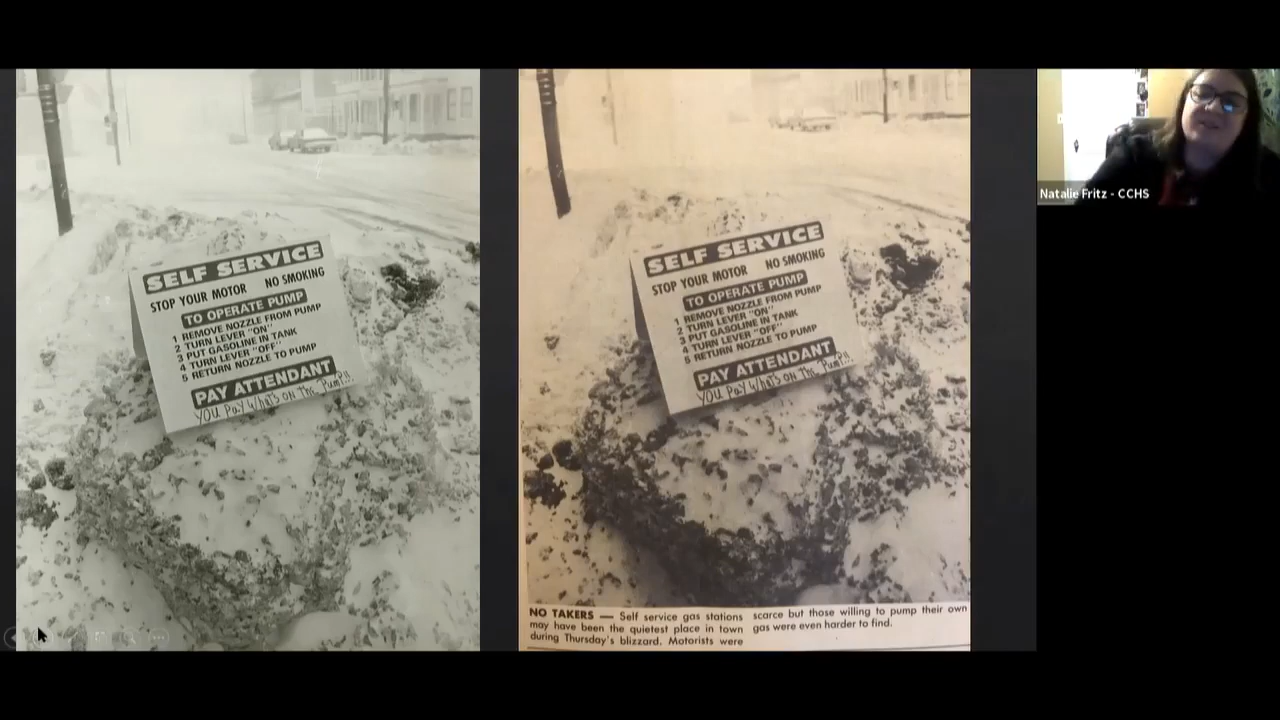 SELF SERVICE
STOP YOUR MOTOR NO SMOKING
TO OPERATE PUMP
1 REMOVE NOZZLE FROM PUMP
2 TURN LEVER "ON"
3 PUT GASOLINE IN TANK
4 TURN LEVER "OFF"
5 RETURN NOZZLE TO PUMP
PAY ATTENDANT
YOU PAY WHAT'S ON THE PUMP!!
SELF SERVICE
STOP YOUR MOTOR NO SMOKING
TO OPERATE PUMP
1 REMOVE NOZZLE FROM PUMP
2 TURN LEVER "ON"
3 PUT GASOLINE IN TANK
4 TURN LEVER "OFF"
5 RETURN NOZZLE TO PUMP
PAY ATTENDANT
YOU PAY WHAT'S ON THE PUMP!!
NO TAKERS — Self service gas stations
may have been the quietest place in town
during Thursday's blizzard. Motorists were
scarce but those willing to pump their own
gas were even harder to find.
Natalie Fritz - CCHS